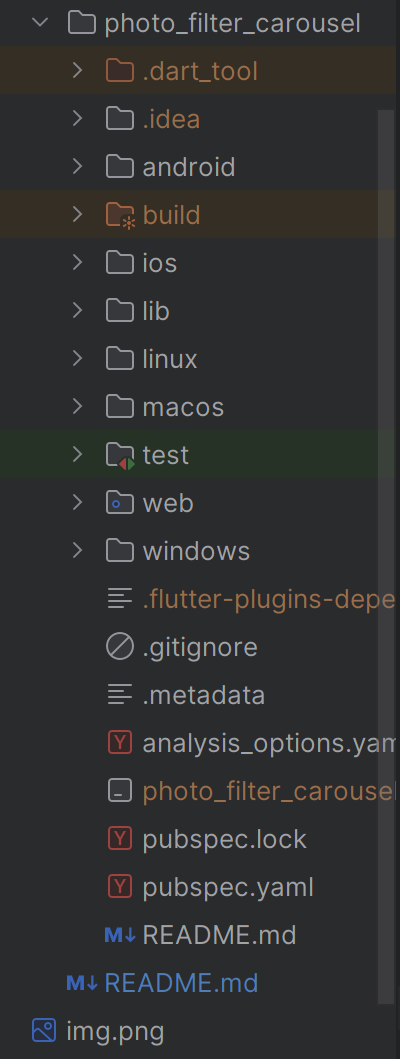 photo_filter_carousel
.dart_tool
.idea
android
build
ios
lib
linux
macos
test
web
windows
.flutter-plugins-depe
.gitignore
.metadata
analysis_options.yam
photo_filter_carousel
pubspec.lock
pubspec.yaml
README.md
README.md
img.png